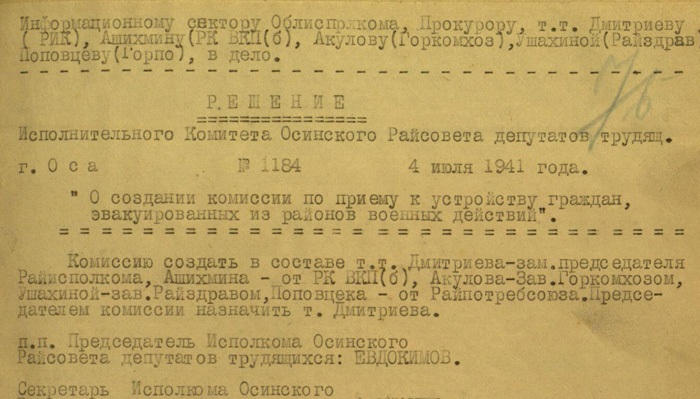 Информационному сектору Облисполкома, Прокурору, т.т. Дмитриеву
( РИК), Ашихмину(РК ВКП(б), Акулову(Горкомхоз),Ушахиной(Райздрав
Поповцеву(Горпо), в дело.
76
Р.Е Ш Е Н И Е
Исполнительного Комитета Осинского Райсовета депутатов трудящ.
г. О с а № 1184 4 июля 1941 года.
" О создании комиссии по приему к устройству граждан,
эвакуированных из районов военных действий".
Комиссию создать в составе т.т. Дмитриева-зам.председателя
Райисполкома, Ашихмина - от РК ВКП(б), Акулова-Зав.Горкомхозом,
Ушахиной-зав.Райздравом,Поповцека - от Райпотребсоюза.Предсе-
дателем комиссии назначить т. Дмитриева.
п.п. Председатель Исполкома Осинского
Райсовета депутатов трудящихся: ЕВДОКИМОВ.
Секретарь Исполкома Осинского